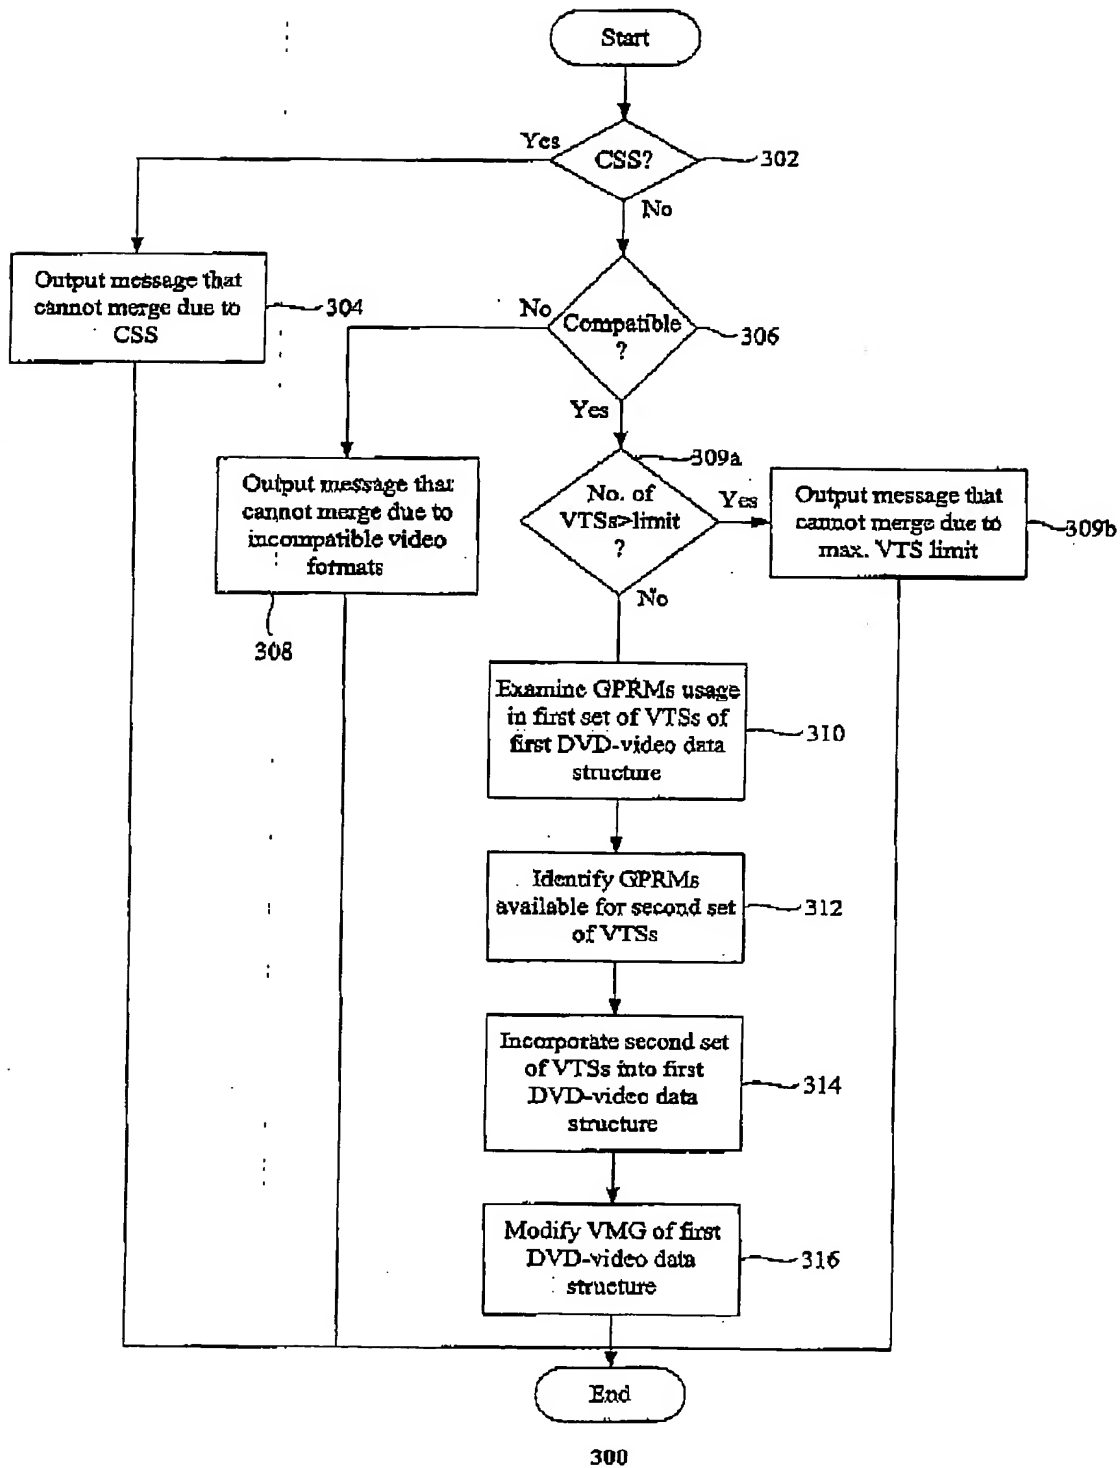 Start
Yes
CSS?
302
No
Output message that
cannot merge due to
CSS
304
No
Compatible
?
306
Yes
309a
Output message that
cannot merge due to
incompatible video
formats
308
No. of
VTSs>limit
?
Yes
Output message that
cannot merge due to
max. VTS limit
309b
No
Examine GPRMs usage
in first set of VTSs of
first DVD-video data
structure
310
Identify GPRMs
available for second set
of VTSs
312
Incorporate second set
of VTSs into first
DVD-video data
structure
314
Modify VMG of first
DVD-video data
structure
316
End
300